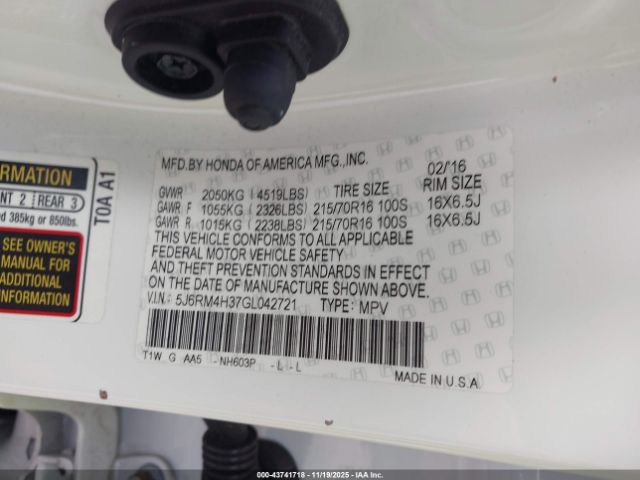 RMATION
NT 2 | REAR 3
d 385kg or 850lbs.
SEE OWNER'S
MANUAL FOR
ADDITIONAL
INFORMATION
T0A A1
MFD.BY HONDA OF AMERICA MFG.,INC. 02/16
GVWR 2050KG (4519LBS) TIRE SIZE RIM SIZE
GAWR F 1055KG (2326LBS) 215/70R16 100S 16X6.5J
GAWR R 1015KG (2238LBS) 215/70R16 100S 16X6.5J
THIS VEHICLE CONFORMS TO ALL APPLICABLE
FEDERAL MOTOR VEHICLE SAFETY
AND THEFT PREVENTION STANDARDS IN EFFECT
ON THE DATE OF MANUFACTURE SHOWN ABOVE.
V.I.N.: 5J6RM4H37GL042721 TYPE: MPV
T1W G AA5 -NH603P -L -L
MADE IN U.S.A.
000-43741718 - 11/19/2025 - IAA Inc.